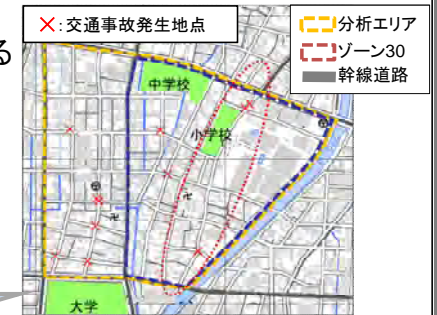 ×:交通事故発生地点
分析エリア
ゾーン30
幹線道路
る
中学校
小学校
大学